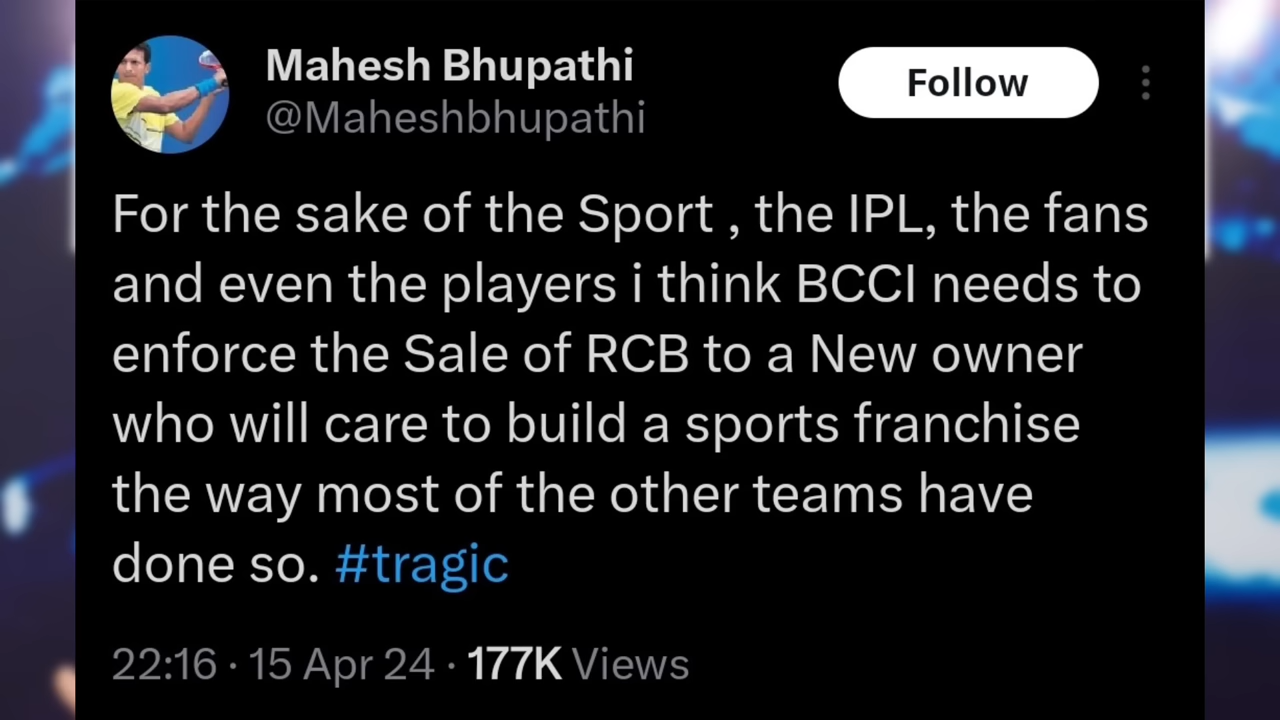 Mahesh Bhupathi
@Maheshbhupathi
Follow
For the sake of the Sport , the IPL, the fans
and even the players i think BCCI needs to
enforce the Sale of RCB to a New owner
who will care to build a sports franchise
the way most of the other teams have
done so. #tragic
22:16 · 15 Apr 24 · 177K Views